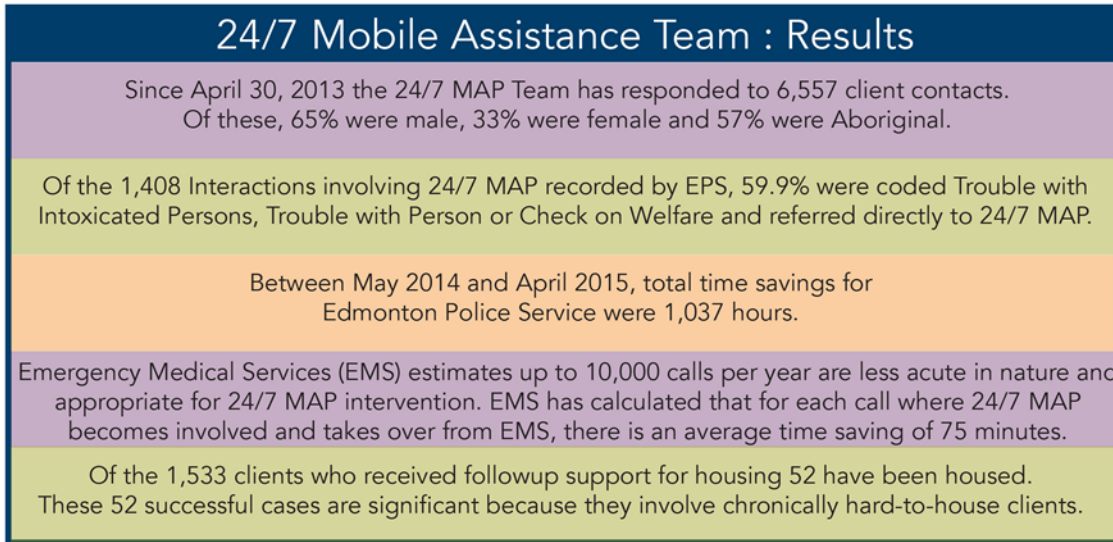 24/7 Mobile Assistance Team : Results
Since April 30, 2013 the 24/7 MAP Team has responded to 6,557 client contacts.
Of these, 65% were male, 33% were female and 57% were Aboriginal.
Of the 1,408 Interactions involving 24/7 MAP recorded by EPS, 59.9% were coded Trouble with
Intoxicated Persons, Trouble with Person or Check on Welfare and referred directly to 24/7 MAP.
Between May 2014 and April 2015, total time savings for
Edmonton Police Service were 1,037 hours.
Emergency Medical Services (EMS) estimates up to 10,000 calls per year are less acute in nature and
appropriate for 24/7 MAP intervention. EMS has calculated that for each call where 24/7 MAP
becomes involved and takes over from EMS, there is an average time saving of 75 minutes.
Of the 1,533 clients who received followup support for housing 52 have been housed.
These 52 successful cases are significant because they involve chronically hard-to-house clients.